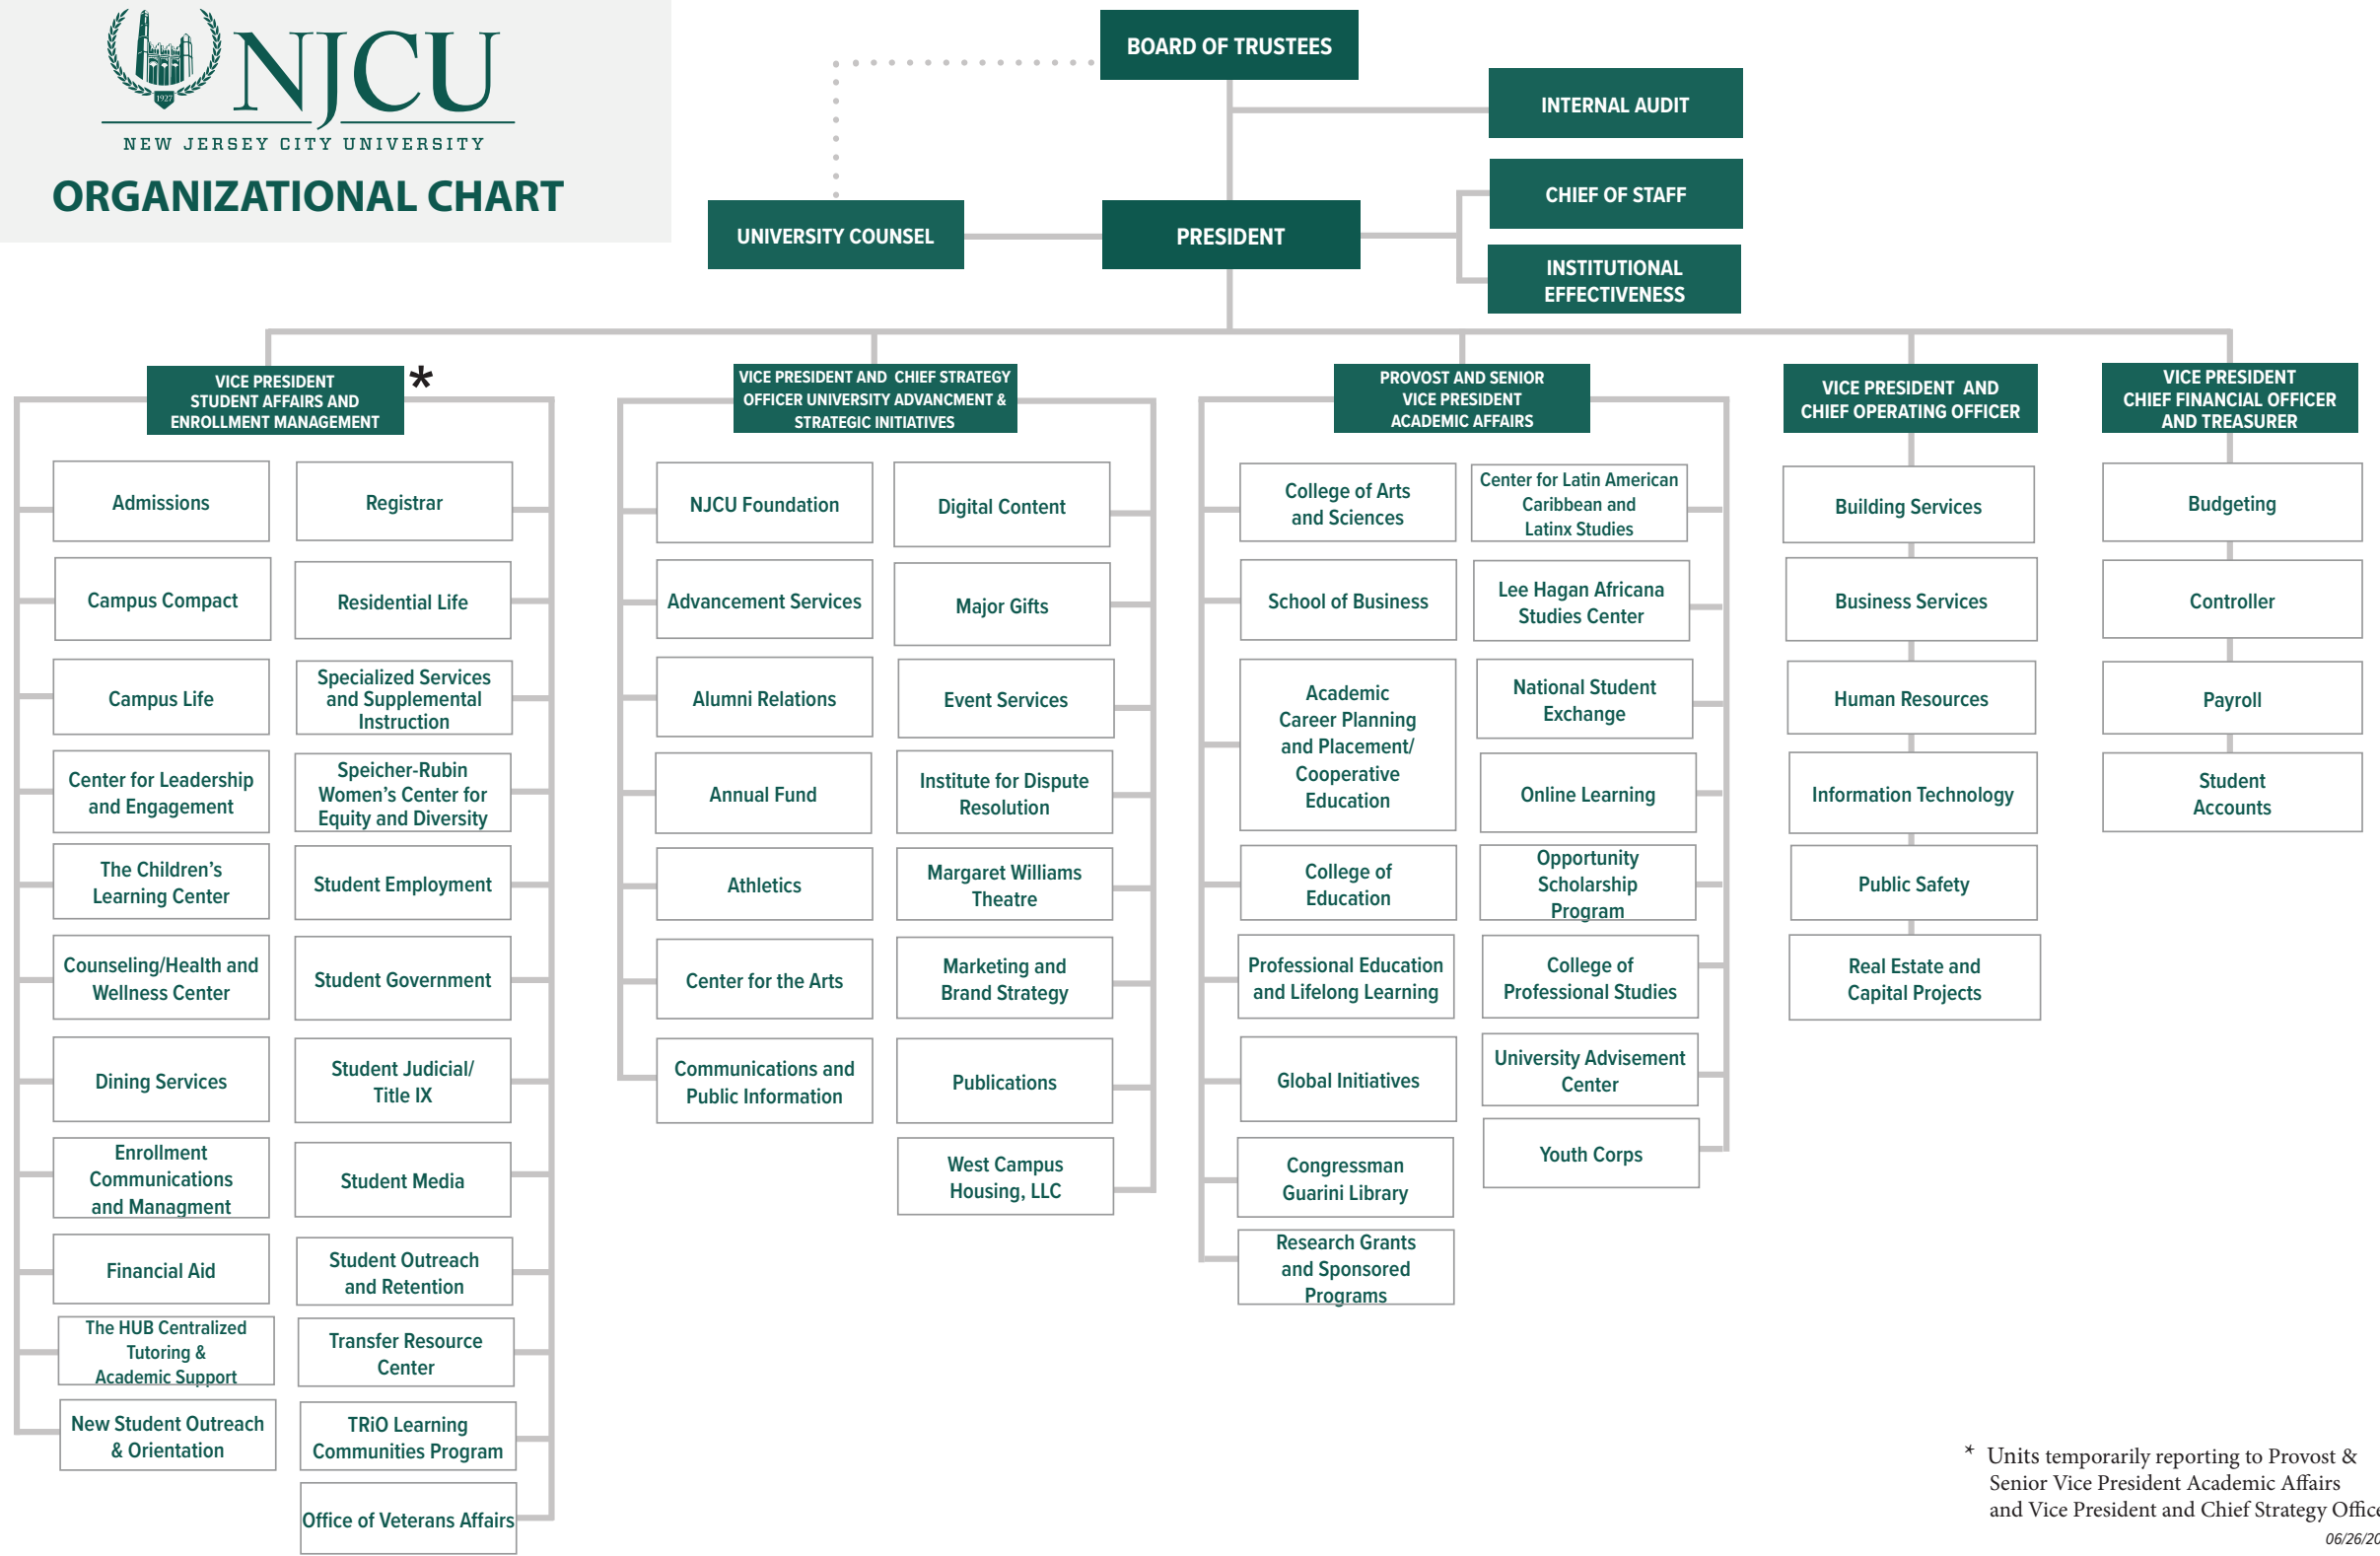 1927
NJCU
NEW JERSEY CITY UNIVERSITY
ORGANIZATIONAL CHART
BOARD OF TRUSTEES
INTERNAL AUDIT
CHIEF OF STAFF
UNIVERSITY COUNSEL
PRESIDENT
INSTITUTIONAL
EFFECTIVENESS
VICE PRESIDENT
STUDENT AFFAIRS AND
ENROLLMENT MANAGEMENT
*
Admissions
Campus Compact
Campus Life
Center for Leadership
and Engagement
The Children’s
Learning Center
Counseling/Health and
Wellness Center
Dining Services
Enrollment
Communications
and Managment
Financial Aid
The HUB Centralized
Tutoring &
Academic Support
New Student Outreach
& Orientation
Registrar
Residential Life
Specialized Services
and Supplemental
Instruction
Speicher-Rubin
Women’s Center for
Equity and Diversity
Student Employment
Student Government
Student Judicial/
Title IX
Student Media
Student Outreach
and Retention
Transfer Resource
Center
TRiO Learning
Communities Program
Office of Veterans Affairs
VICE PRESIDENT AND CHIEF STRATEGY
OFFICER UNIVERSITY ADVANCMENT &
STRATEGIC INITIATIVES
NJCU Foundation
Advancement Services
Alumni Relations
Annual Fund
Athletics
Center for the Arts
Communications and
Public Information
Digital Content
Major Gifts
Event Services
Institute for Dispute
Resolution
Margaret Williams
Theatre
Marketing and
Brand Strategy
Publications
West Campus
Housing, LLC
PROVOST AND SENIOR
VICE PRESIDENT
ACADEMIC AFFAIRS
College of Arts
and Sciences
School of Business
Academic
Career Planning
and Placement/
Cooperative
Education
College of
Education
Professional Education
and Lifelong Learning
Global Initiatives
Congressman
Guarini Library
Research Grants
and Sponsored
Programs
Center for Latin American
Caribbean and
Latinx Studies
Lee Hagan Africana
Studies Center
National Student
Exchange
Online Learning
Opportunity
Scholarship
Program
College of
Professional Studies
University Advisement
Center
Youth Corps
VICE PRESIDENT AND
CHIEF OPERATING OFFICER
Building Services
Business Services
Human Resources
Information Technology
Public Safety
Real Estate and
Capital Projects
VICE PRESIDENT
CHIEF FINANCIAL OFFICER
AND TREASURER
Budgeting
Controller
Payroll
Student
Accounts
* Units temporarily reporting to Provost &
Senior Vice President Academic Affairs
and Vice President and Chief Strategy Office
06/26/20